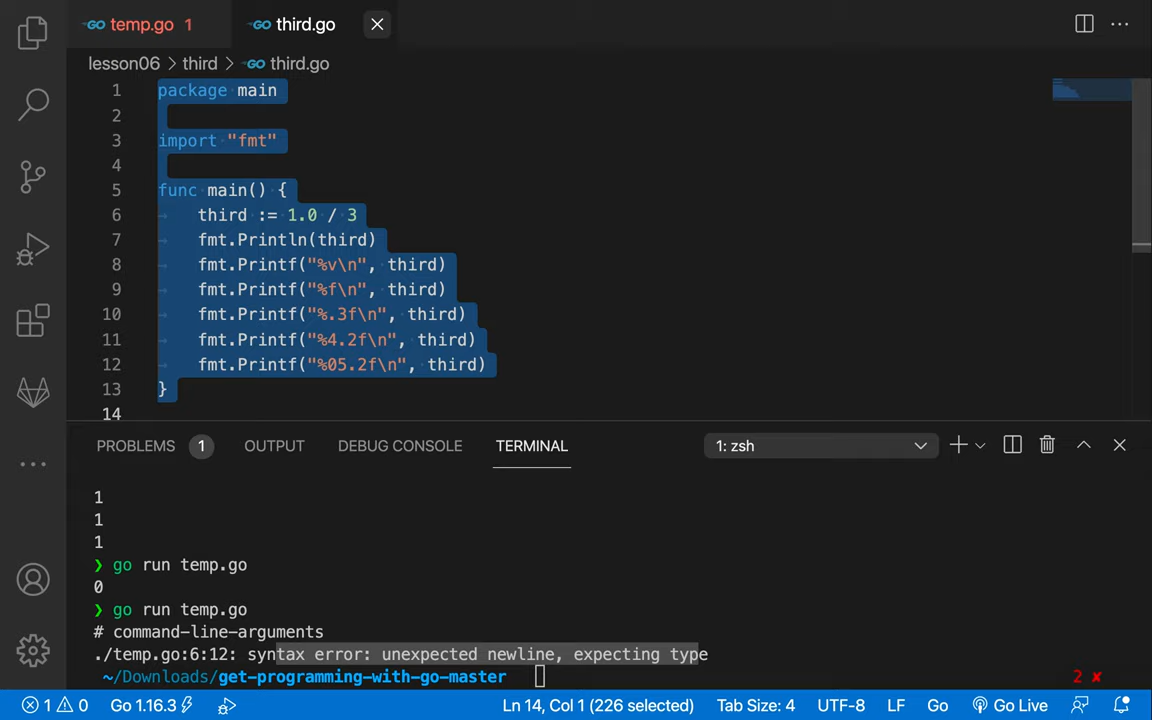 temp.go 1 third.go
lesson06 > third > third.go
1 package main
2
3 import "fmt"
4
5 func main() {
6 third := 1.0 / 3
7 fmt.Println(third)
8 fmt.Printf("%v\n", third)
9 fmt.Printf("%f\n", third)
10 fmt.Printf("%.3f\n", third)
11 fmt.Printf("%4.2f\n", third)
12 fmt.Printf("%05.2f\n", third)
13 }
14
PROBLEMS 1 OUTPUT DEBUG CONSOLE TERMINAL 1: zsh
1
1
1
❯ go run temp.go
0
❯ go run temp.go
# command-line-arguments
./temp.go:6:12: syntax error: unexpected newline, expecting type
~/Downloads/get-programming-with-go-master 2 ✘
1 0 Go 1.16.3 Ln 14, Col 1 (226 selected) Tab Size: 4 UTF-8 LF Go Go Live